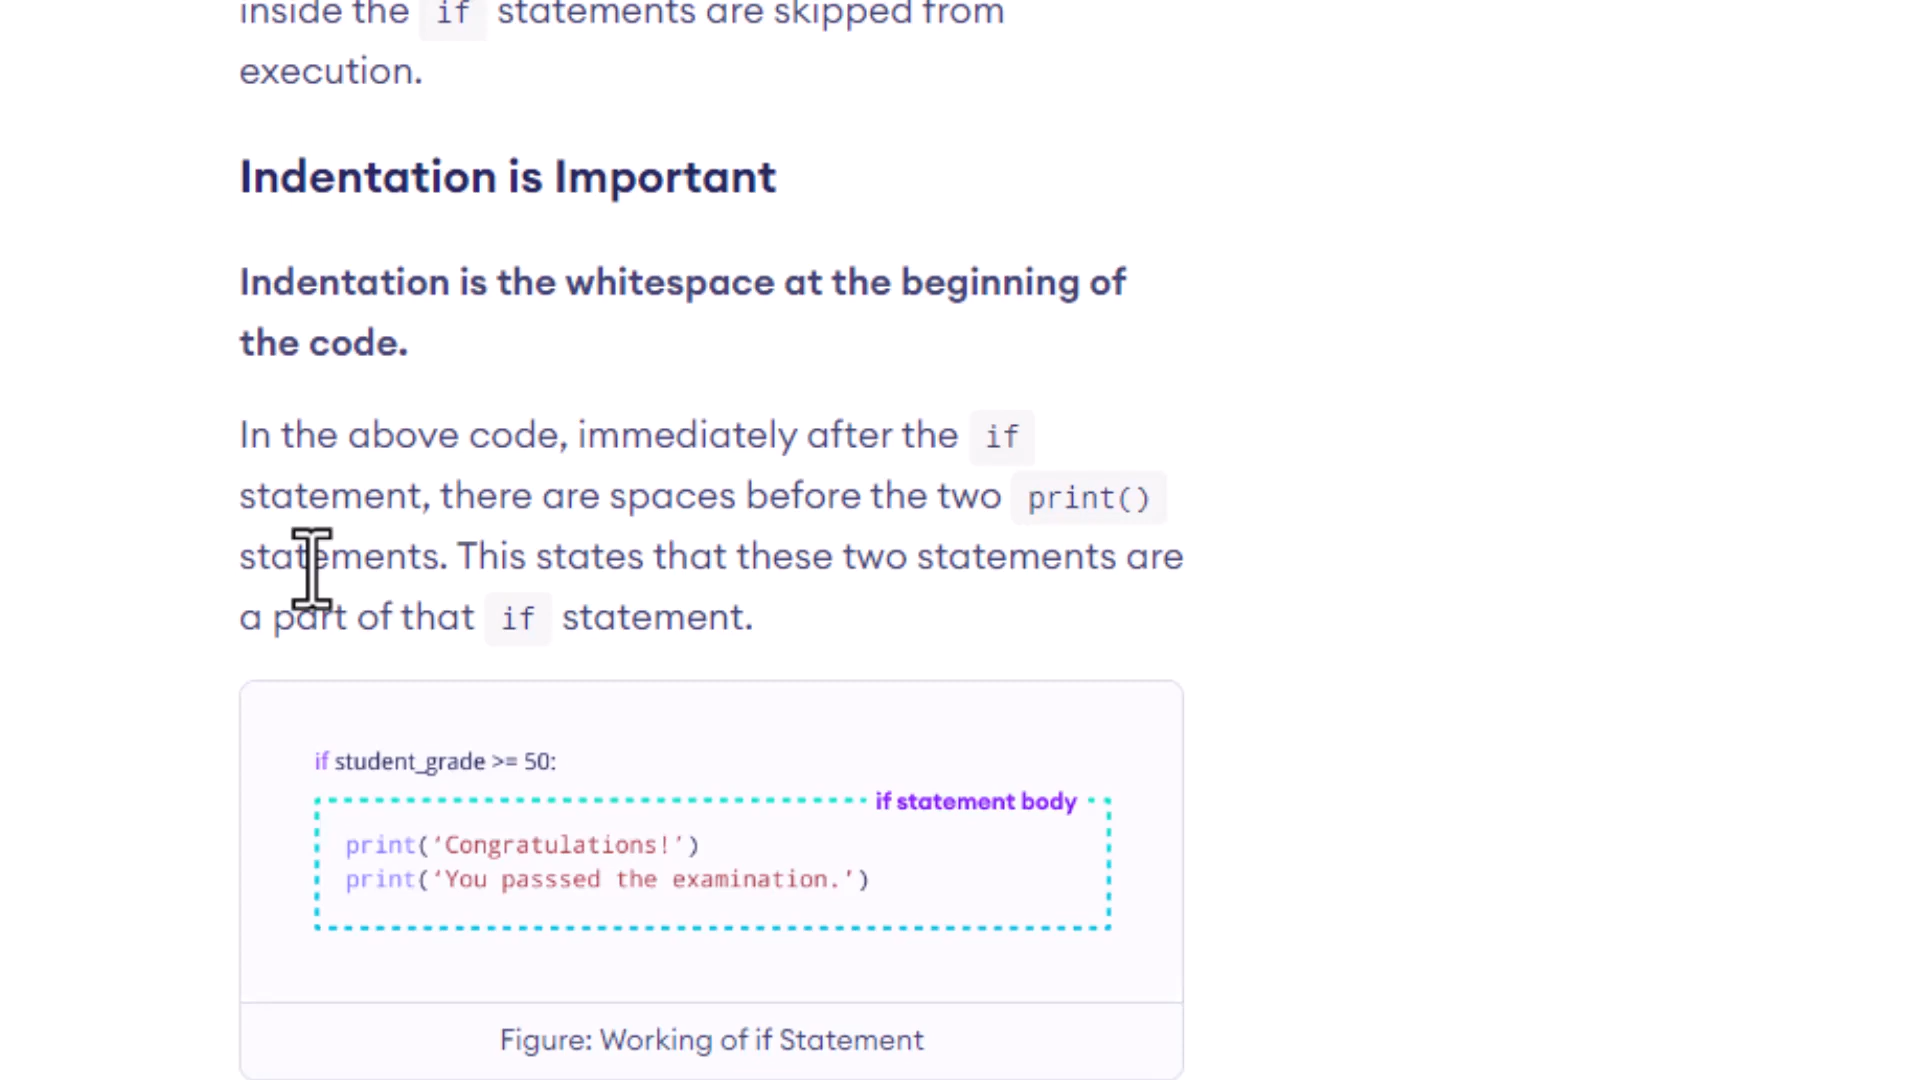 inside the if statements are skipped from
execution.
Indentation is Important
Indentation is the whitespace at the beginning of
the code.
In the above code, immediately after the if
statement, there are spaces before the two print()
statements. This states that these two statements are
a part of that if statement.
if student_grade >= 50:
if statement body
print(‘Congratulations!’)
print(‘You passsed the examination.’)
Figure: Working of if Statement